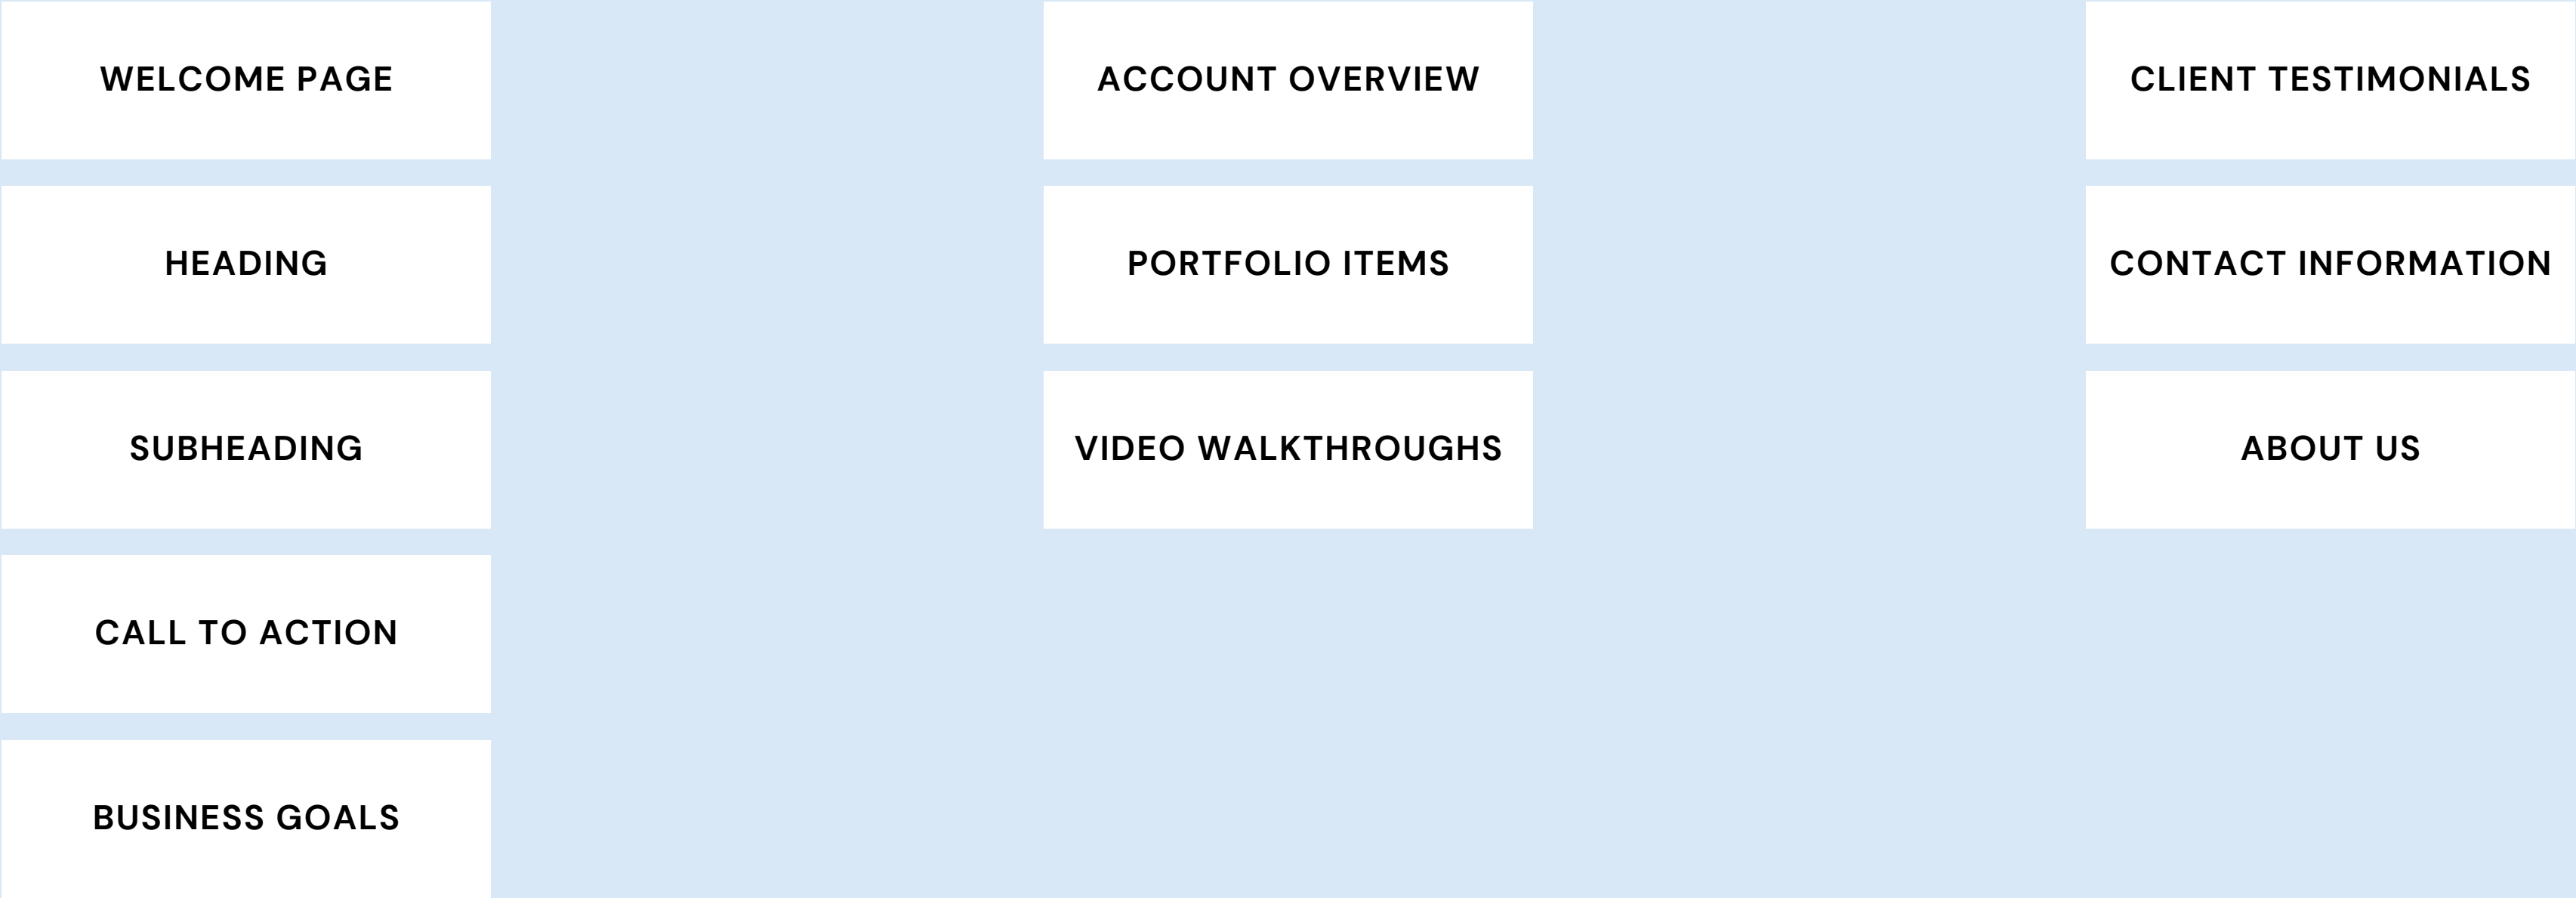 WELCOME PAGE
HEADING
SUBHEADING
CALL TO ACTION
BUSINESS GOALS
ACCOUNT OVERVIEW
PORTFOLIO ITEMS
VIDEO WALKTHROUGHS
CLIENT TESTIMONIALS
CONTACT INFORMATION
ABOUT US